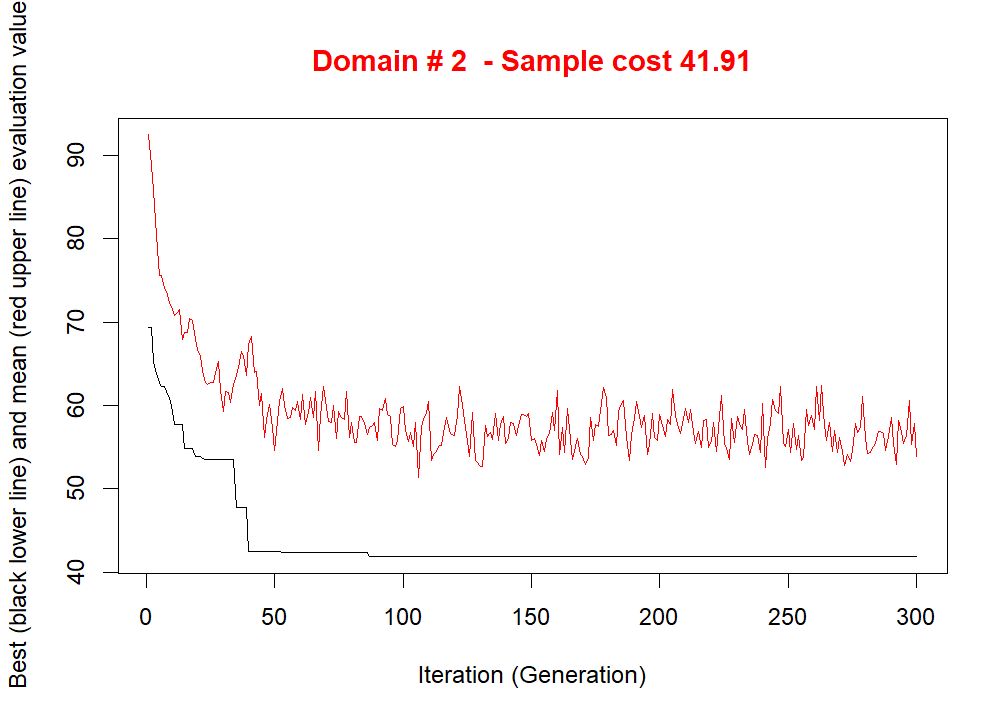 Domain # 2  - Sample cost 41.91
Best (black lower line) and mean (red upper line) evaluation value
90
80
70
60
50
40
0 50 100 150 200 250 300
Iteration (Generation)